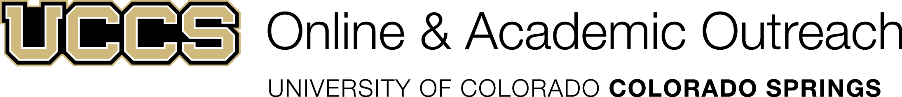 UCCS Online & Academic Outreach
UNIVERSITY OF COLORADO COLORADO SPRINGS